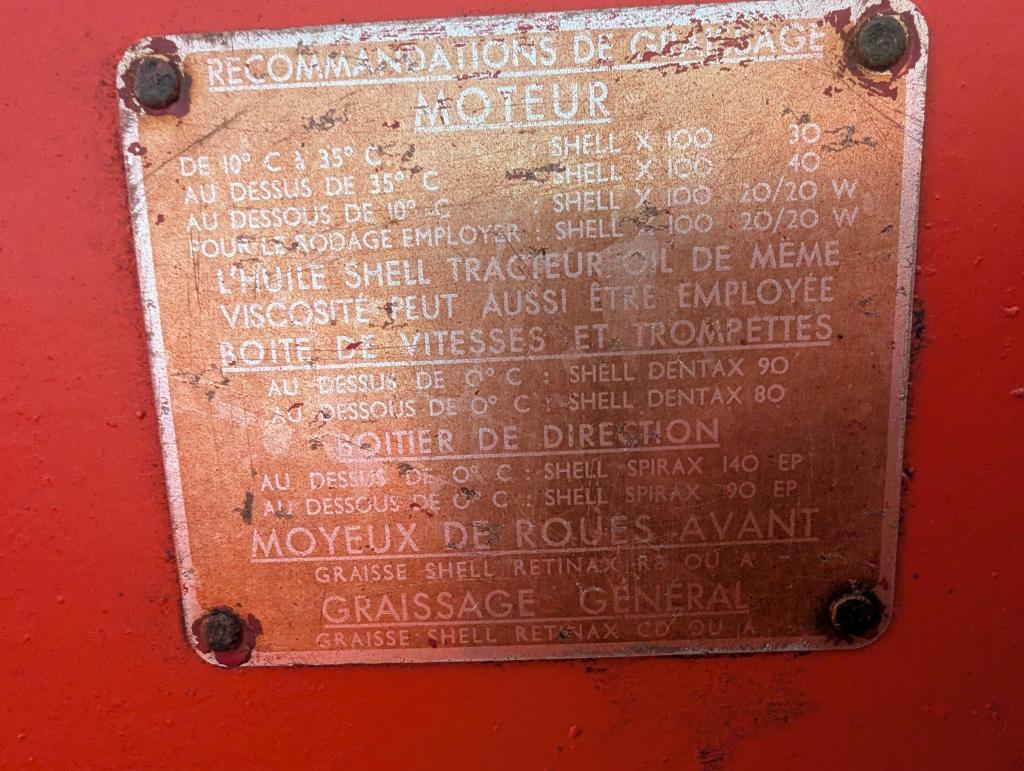 RECOMMANDATIONS DE GRAISSAGE
MOTEUR
DE 10° C à 35° C : SHELL X 100 30
AU DESSUS DE 35° C : SHELL X 100 40
AU DESSOUS DE 10° C : SHELL X 100 20/20 W
POUR LE RODAGE EMPLOYER : SHELL X 100 20/20 W
L'HUILE SHELL TRACTEUR OIL DE MÊME
VISCOSITÉ PEUT AUSSI ÊTRE EMPLOYÉE
BOITE DE VITESSES ET TROMPETTES
AU DESSUS DE 0° C : SHELL DENTAX 90
AU DESSOUS DE 0° C : SHELL DENTAX 80
BOITIER DE DIRECTION
AU DESSUS DE 0° C : SHELL SPIRAX 140 EP
AU DESSOUS DE 0° C : SHELL SPIRAX 90 EP
MOYEUX DE ROUES AVANT
GRAISSE SHELL RETINAX RB OU A
GRAISSAGE GÉNÉRAL
GRAISSE SHELL RETINAX CD OU A